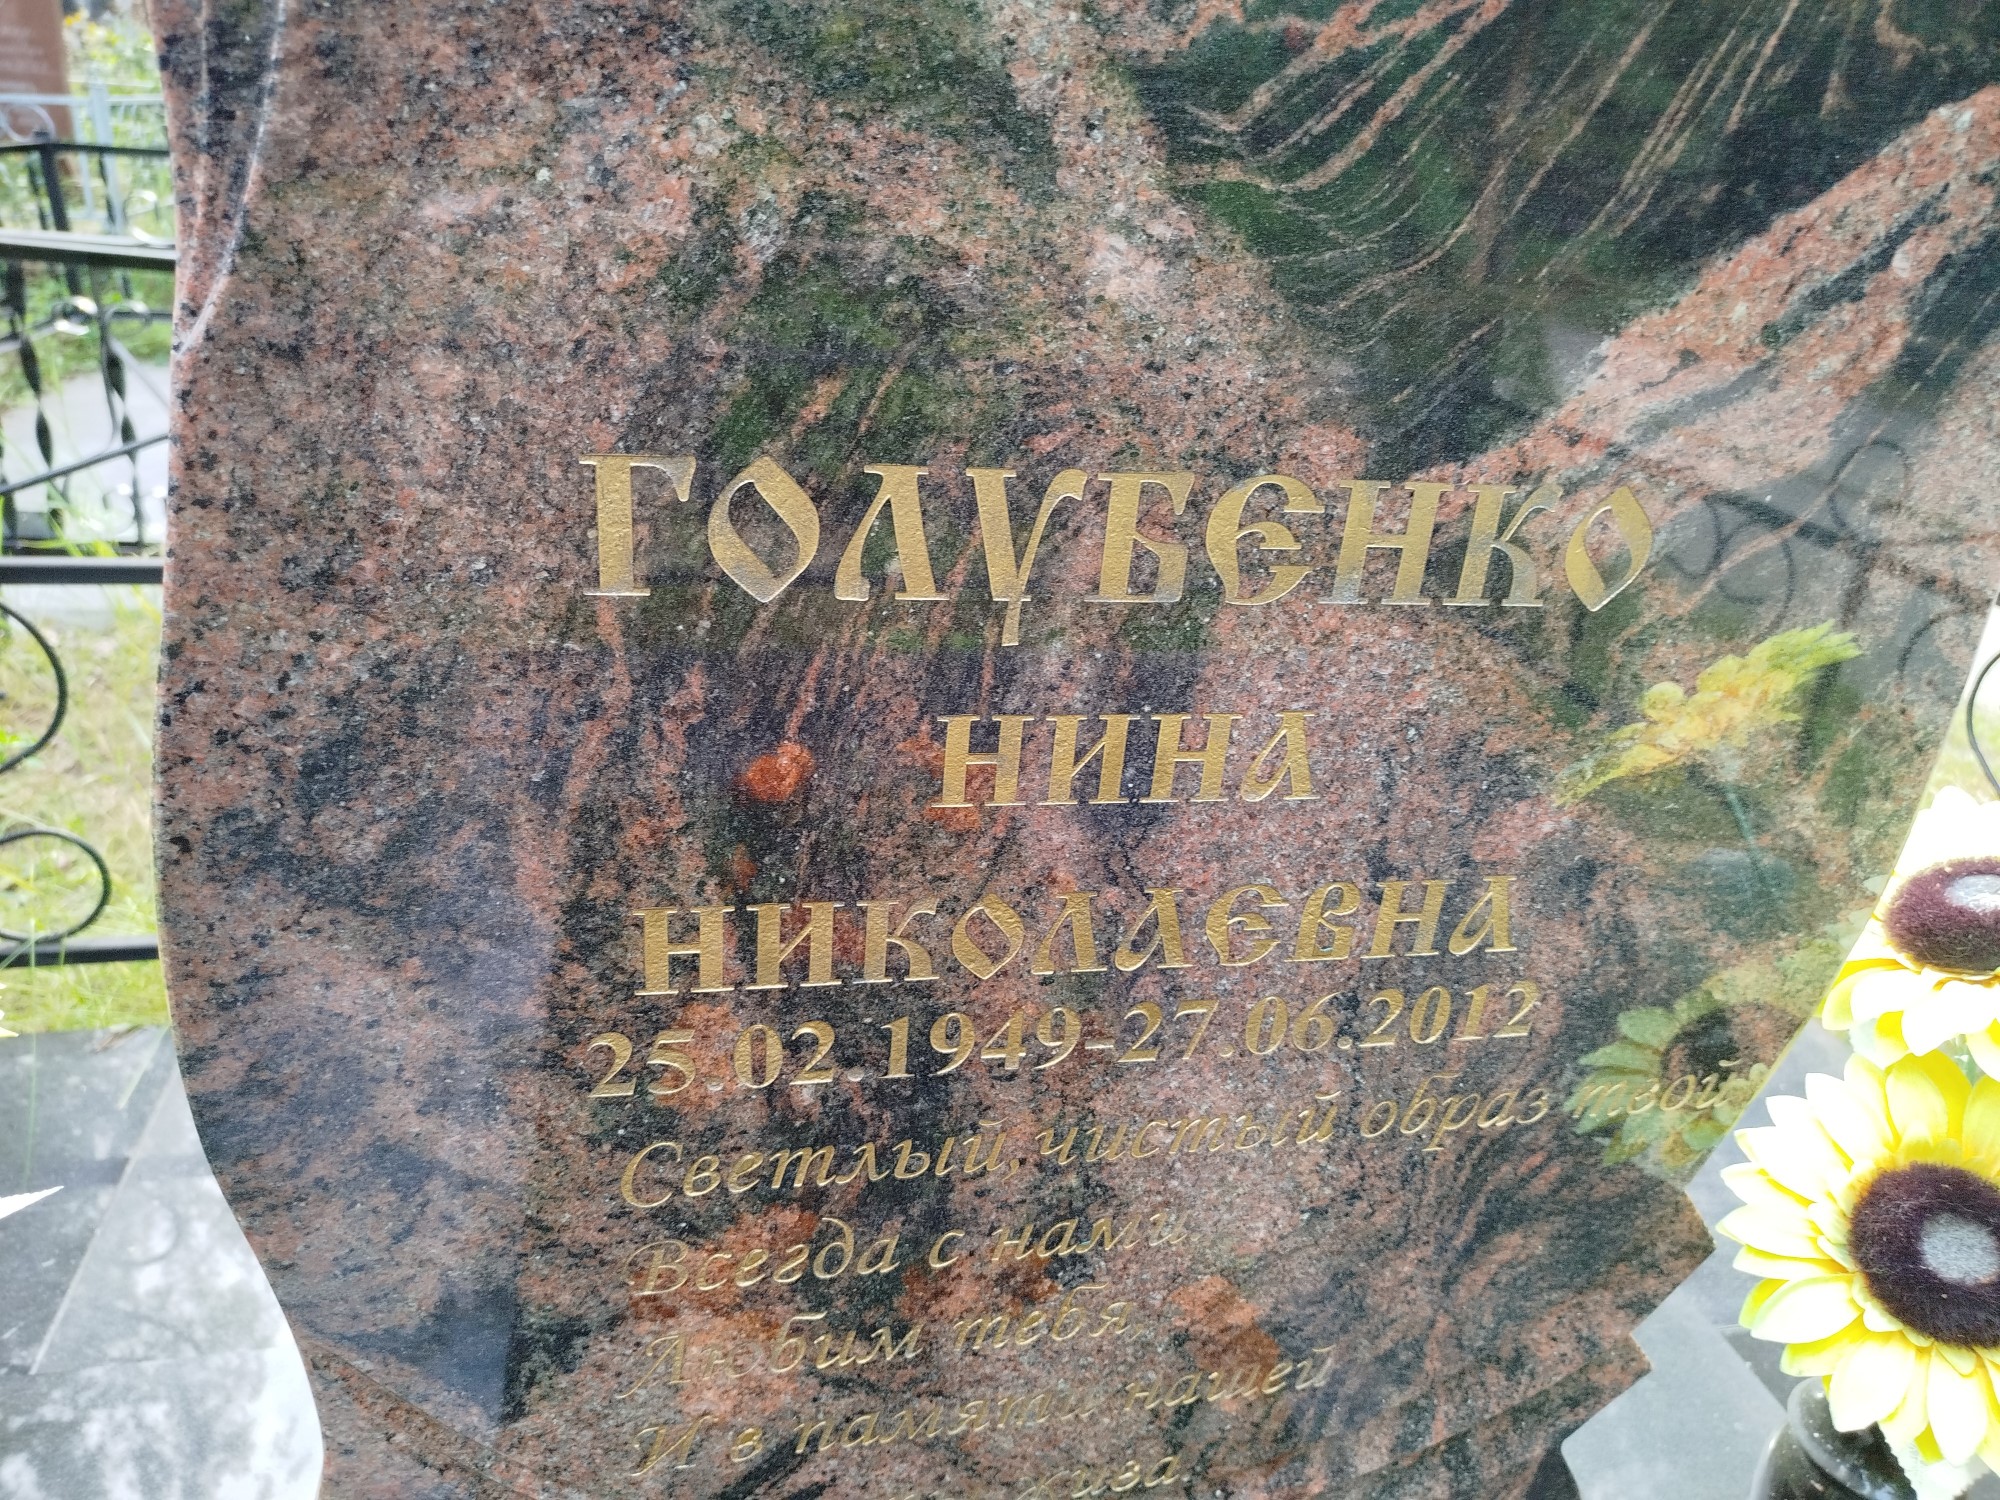 ГОЛУБЕНКО
НИНА
НИКОЛАЕВНА
25.02.1949-27.06.2012
Светлый, чистый образ твой
Всегда с нами.
Любим тебя,
И в памяти нашей
жива.